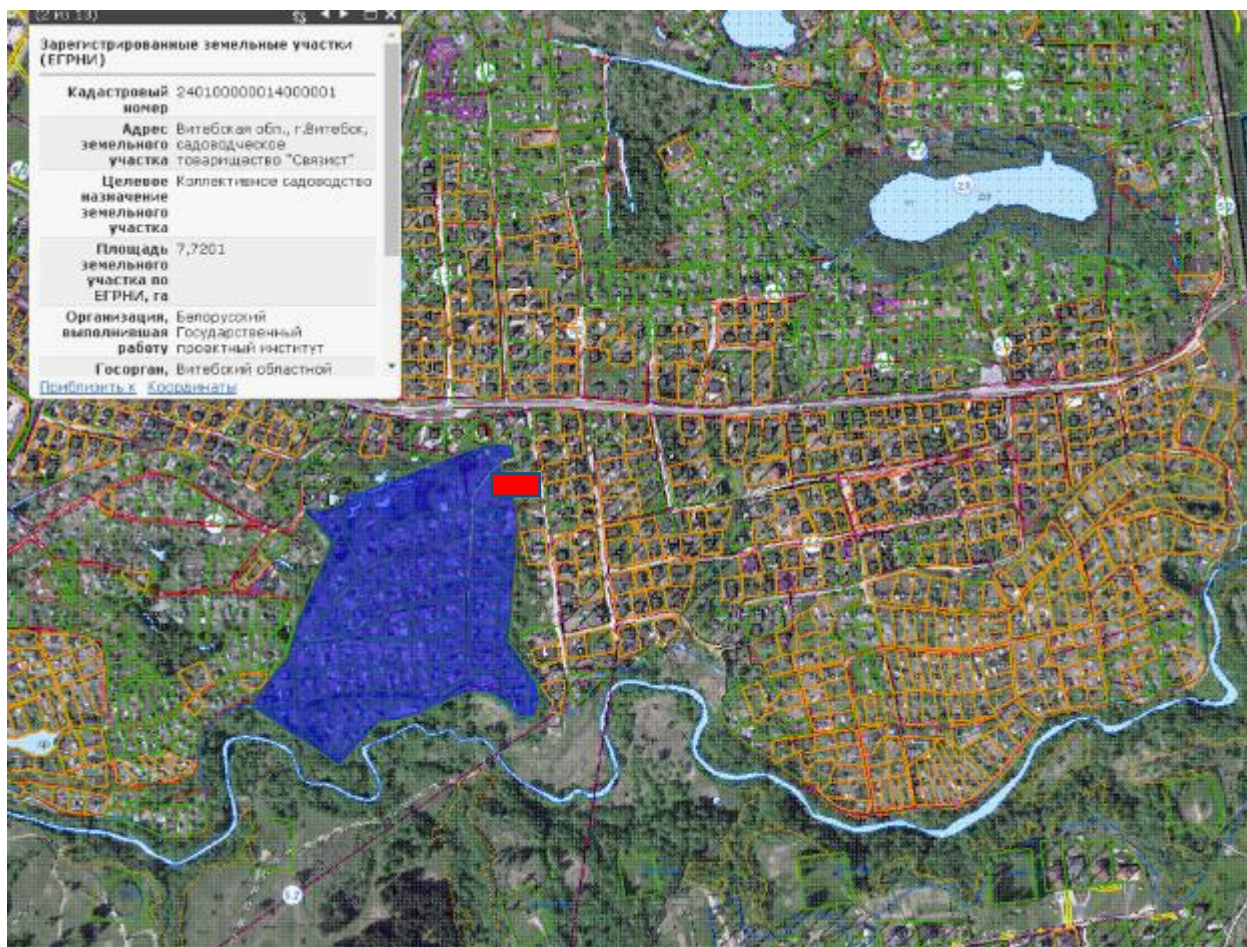 (2 из 13)
Зарегистрированные земельные участки
(ЕГРНИ)
Кадастровый 240100000014000001
номер
Адрес Витебская обл., г.Витебск,
земельного садоводческое
участка товарищество "Связист"
Целевое Коллективное садоводство
назначение
земельного
участка
Площадь 7,7201
земельного
участка по
ЕГРНИ, га
Организация, Белорусский
выполнившая Государственный
работу проектный институт
Госорган, Витебский областной
Приблизить к Координаты
52